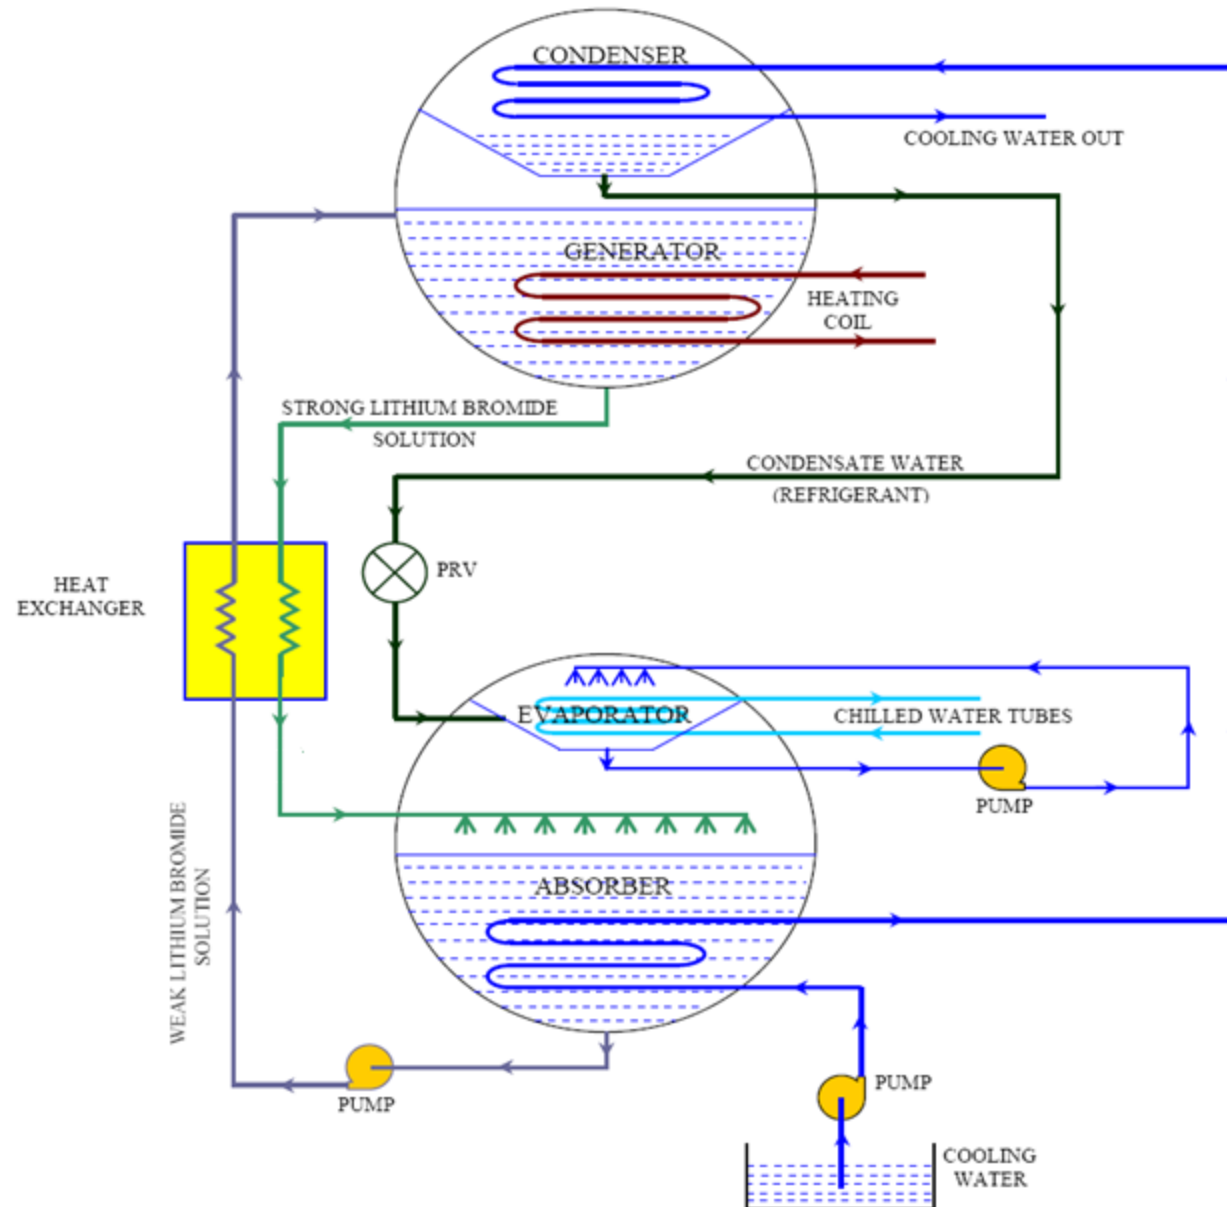 CONDENSER
COOLING WATER OUT
GENERATOR
HEATING
COIL
STRONG LITHIUM BROMIDE
SOLUTION
CONDENSATE WATER
(REFRIGERANT)
HEAT
EXCHANGER
PRV
EVAPORATOR
CHILLED WATER TUBES
PUMP
WEAK LITHIUM BROMIDE
SOLUTION
ABSORBER
PUMP
PUMP
COOLING
WATER